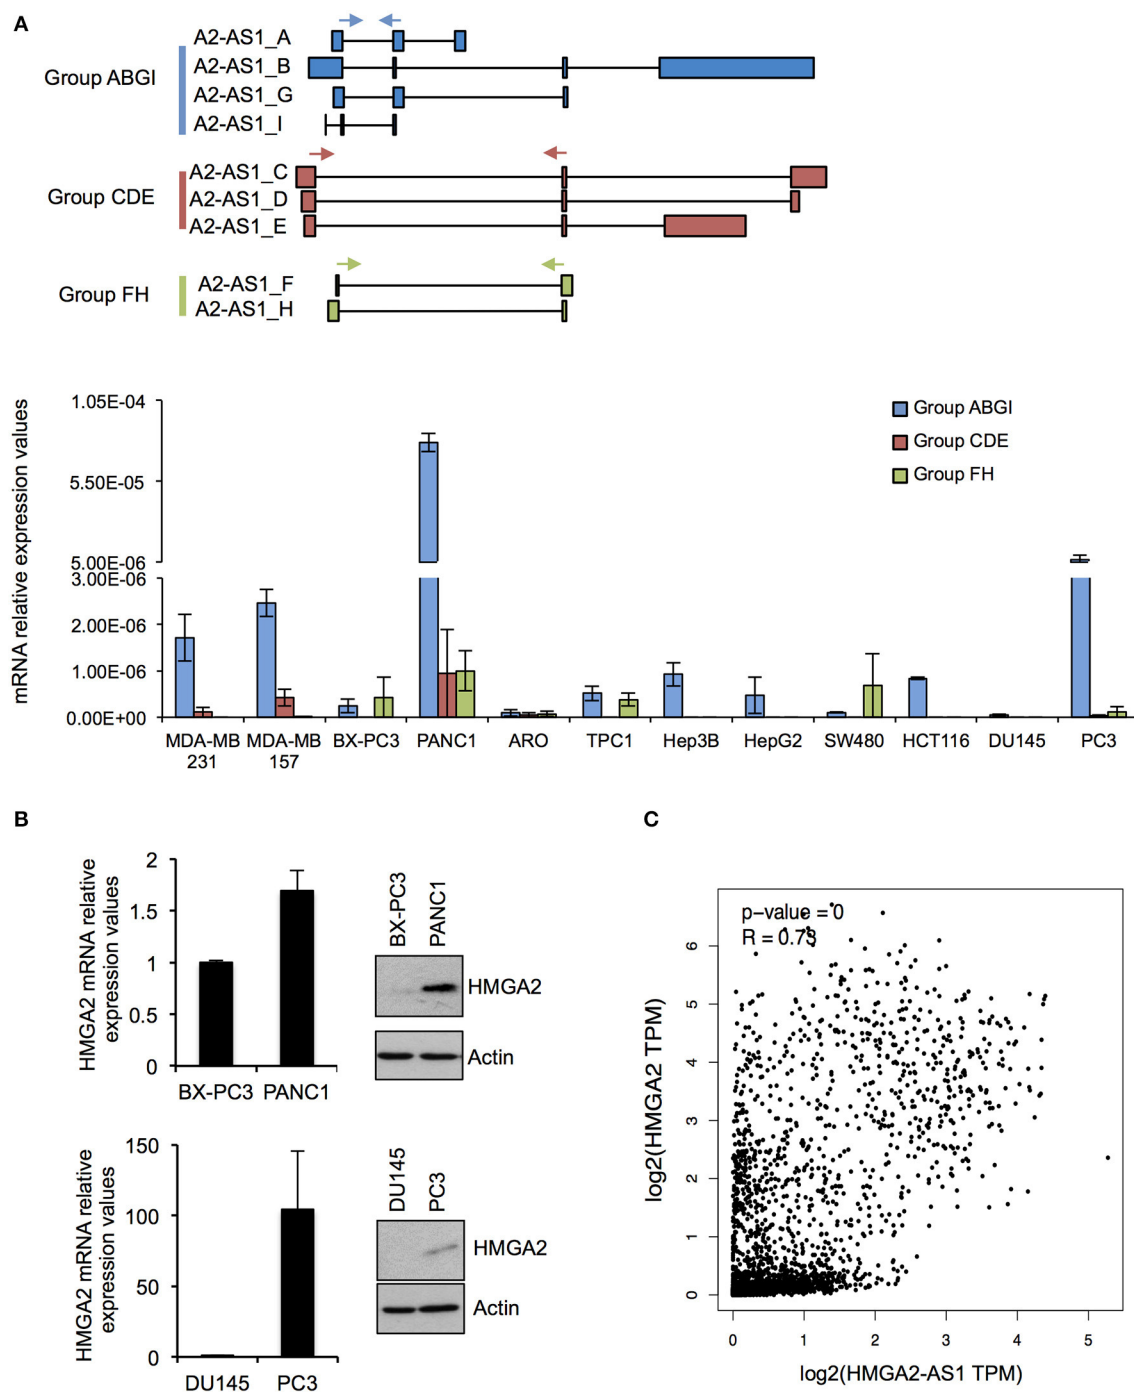 A
Group ABGI
A2-AS1_A
A2-AS1_B
A2-AS1_G
A2-AS1_I
Group CDE
A2-AS1_C
A2-AS1_D
A2-AS1_E
Group FH
A2-AS1_F
A2-AS1_H
mRNA relative expression values
1.05E-04
5.50E-05
5.00E-06
3.00E-06
2.00E-06
1.00E-06
0.00E+00
Group ABGI
Group CDE
Group FH
MDA-MB 231
MDA-MB 157
BX-PC3
PANC1
ARO
TPC1
Hep3B
HepG2
SW480
HCT116
DU145
PC3
B
HMGA2 mRNA relative
expression values
2
1.5
1
0.5
0
BX-PC3 PANC1
BX-PC3
PANC1
HMGA2
Actin
HMGA2 mRNA relative
expression values
150
100
50
0
DU145 PC3
DU145
PC3
HMGA2
Actin
C
p-value = 0
R = 0.73
log2(HMGA2 TPM)
6
5
4
3
2
1
0
0 1 2 3 4 5
log2(HMGA2-AS1 TPM)